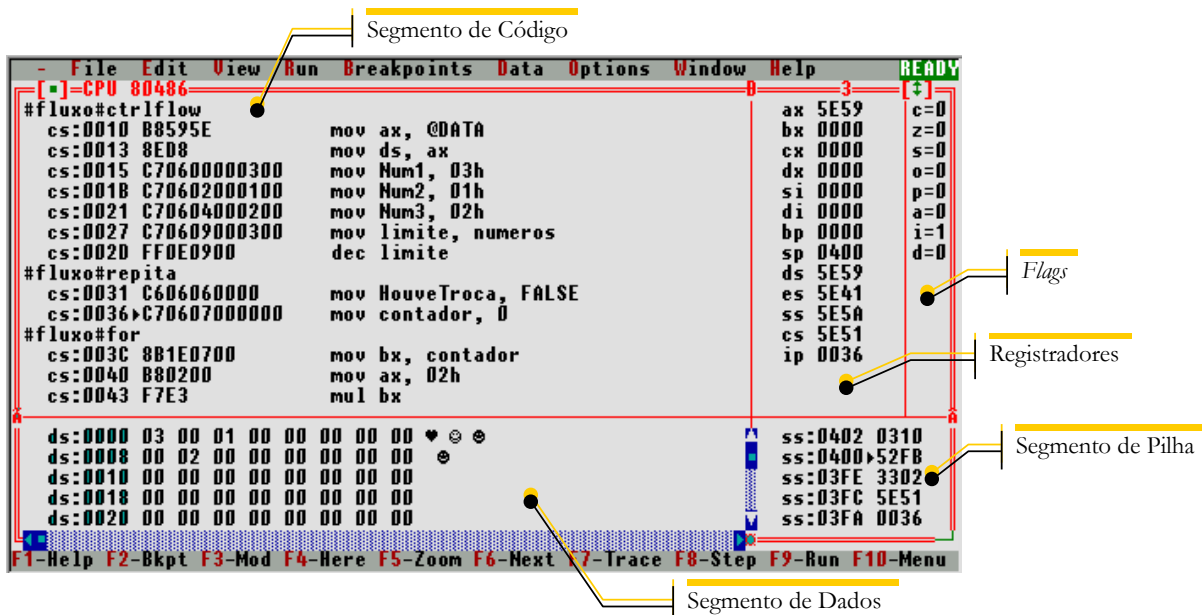 Segmento de Código
- File Edit View Run Breakpoints Data Options Window Help READY
[■]=CPU 80486 3 [↕]
#fluxo#ctrlflow ax 5E59 c=0
cs:0010 B8595E mov ax, @DATA bx 0000 z=0
cs:0013 8ED8 mov ds, ax cx 0000 s=0
cs:0015 C70600000300 mov Num1, 03h dx 0000 o=0
cs:001B C70602000100 mov Num2, 01h si 0000 p=0
cs:0021 C70604000200 mov Num3, 02h di 0000 a=0
cs:0027 C70609000300 mov limite, numeros bp 0000 i=1
cs:002D FF0E0900 dec limite sp 0400 d=0
#fluxo#repita ds 5E59
cs:0031 C606060000 mov HouveTroca, FALSE es 5E41
cs:0036▸C70607000000 mov contador, 0 ss 5E5A
#fluxo#for cs 5E51
cs:003C 8B1E0700 mov bx, contador ip 0036
cs:0040 B80200 mov ax, 02h
cs:0043 F7E3 mul bx
Flags
Registradores
ds:0000 03 00 01 00 00 00 00 00 ♥ ☺ ☻ ss:0402 0310
ds:0008 00 02 00 00 00 00 00 00 ☻ ss:0400▸52FB
ds:0010 00 00 00 00 00 00 00 00 ss:03FE 3302
ds:0018 00 00 00 00 00 00 00 00 ss:03FC 5E51
ds:0020 00 00 00 00 00 00 00 00 ss:03FA 0036
Segmento de Pilha
F1-Help F2-Bkpt F3-Mod F4-Here F5-Zoom F6-Next F7-Trace F8-Step F9-Run F10-Menu
Segmento de Dados